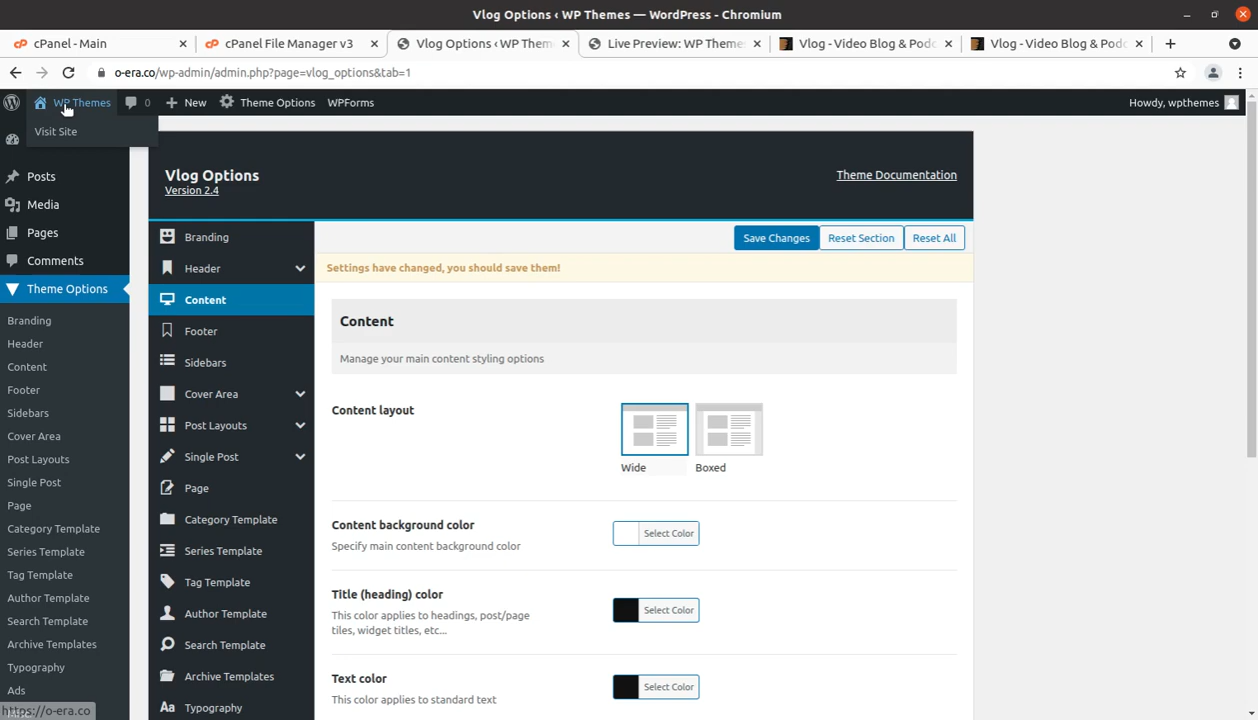 Vlog Options ‹ WP Themes — WordPress - Chromium
cPanel - Main
cPanel File Manager v3
Vlog Options ‹ WP Them
Live Preview: WP Themes
Vlog - Video Blog & Podc
Vlog - Video Blog & Podc
o-era.co/wp-admin/admin.php?page=vlog_options&tab=1
WP Themes
0
New
Theme Options
WPForms
Howdy, wpthemes
Visit Site
Posts
Media
Pages
Comments
Theme Options
Branding
Header
Content
Footer
Sidebars
Cover Area
Post Layouts
Single Post
Page
Category Template
Series Template
Tag Template
Author Template
Search Template
Archive Templates
Typography
Ads
https://o-era.co
Vlog Options
Version 2.4
Theme Documentation
Branding
Header
Content
Footer
Sidebars
Cover Area
Post Layouts
Single Post
Page
Category Template
Series Template
Tag Template
Author Template
Search Template
Archive Templates
Typography
Save Changes
Reset Section
Reset All
Settings have changed, you should save them!
Content
Manage your main content styling options
Content layout
Wide
Boxed
Content background color
Specify main content background color
Select Color
Title (heading) color
This color applies to headings, post/page
tiles, widget titles, etc...
Select Color
Text color
This color applies to standard text
Select Color